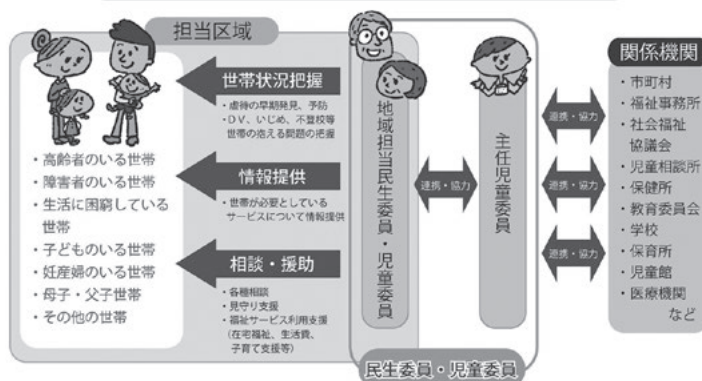 担当区域
・高齢者のいる世帯
・障害者のいる世帯
・生活に困窮している
世帯
・子どものいる世帯
・妊産婦のいる世帯
・母子・父子世帯
・その他の世帯
世帯状況把握
・虐待の早期発見、予防
・DV、いじめ、不登校等
世帯の抱える問題の把握
情報提供
・世帯が必要としている
サービスについて情報提供
相談・援助
・各種相談
・見守り支援
・福祉サービス利用支援
(在宅福祉、生活費、
子育て支援等)
地域担当民生委員・児童委員
連携・協力
主任児童委員
民生委員・児童委員
連携・協力
連携・協力
連携・協力
関係機関
・市町村
・福祉事務所
・社会福祉
協議会
・児童相談所
・保健所
・教育委員会
・学校
・保育所
・児童館
・医療機関
など